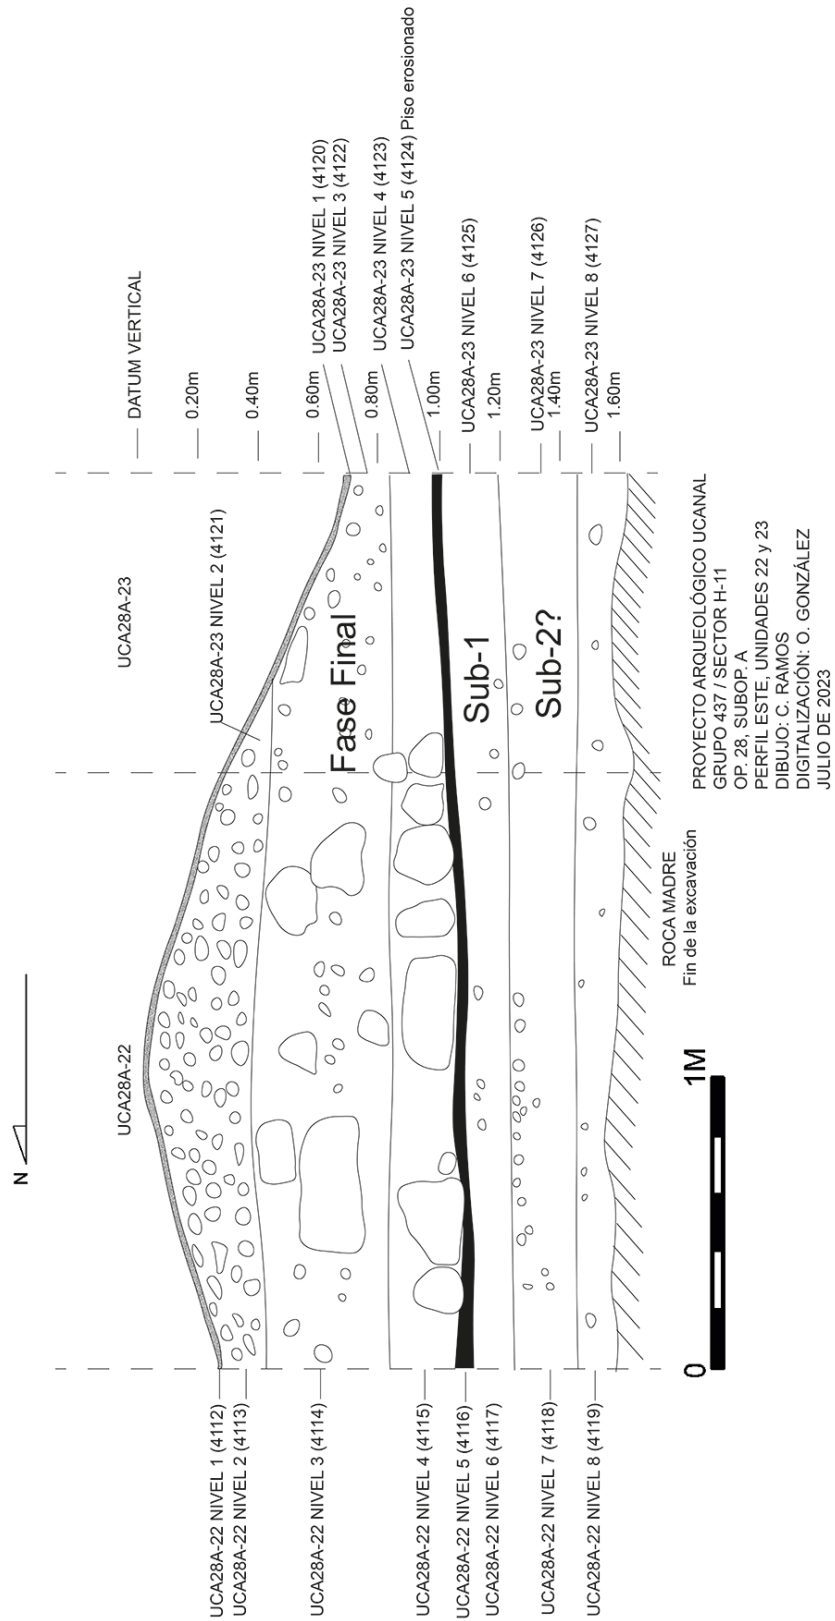 N
UCA28A-22
UCA28A-23
UCA28A-23 NIVEL 2 (4121)
DATUM VERTICAL
0.20m
0.40m
0.60m
0.80m
1.00m
1.20m
1.40m
1.60m
UCA28A-23 NIVEL 1 (4120)
UCA28A-23 NIVEL 3 (4122)
UCA28A-23 NIVEL 4 (4123)
UCA28A-23 NIVEL 5 (4124) Piso erosionado
UCA28A-23 NIVEL 6 (4125)
UCA28A-23 NIVEL 7 (4126)
UCA28A-23 NIVEL 8 (4127)
Fase Final
Sub-1
Sub-2?
UCA28A-22 NIVEL 1 (4112)
UCA28A-22 NIVEL 2 (4113)
UCA28A-22 NIVEL 3 (4114)
UCA28A-22 NIVEL 4 (4115)
UCA28A-22 NIVEL 5 (4116)
UCA28A-22 NIVEL 6 (4117)
UCA28A-22 NIVEL 7 (4118)
UCA28A-22 NIVEL 8 (4119)
ROCA MADRE
Fin de la excavación
0
1M
PROYECTO ARQUEOLÓGICO UCANAL
GRUPO 437 / SECTOR H-11
OP. 28, SUBOP. A
PERFIL ESTE, UNIDADES 22 y 23
DIBUJO: C. RAMOS
DIGITALIZACIÓN: O. GONZÁLEZ
JULIO DE 2023